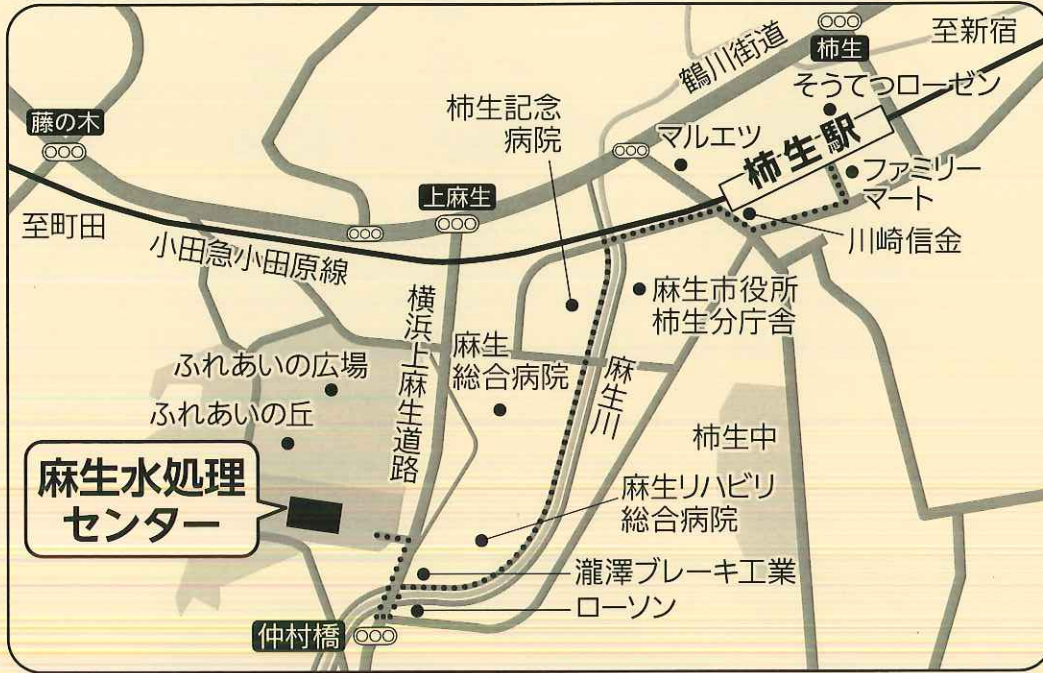 至新宿
柿生
鶴川街道
そうてつローゼン
柿生記念
病院
マルエツ
柿生駅
ファミリー
マート
川崎信金
藤の木
上麻生
至町田
小田急小田原線
横浜上麻生道路
麻生市役所
柿生分庁舎
麻生
総合病院
麻生川
ふれあいの広場
ふれあいの丘
柿生中
麻生水処理
センター
麻生リハビリ
総合病院
瀧澤ブレーキ工業
ローソン
仲村橋